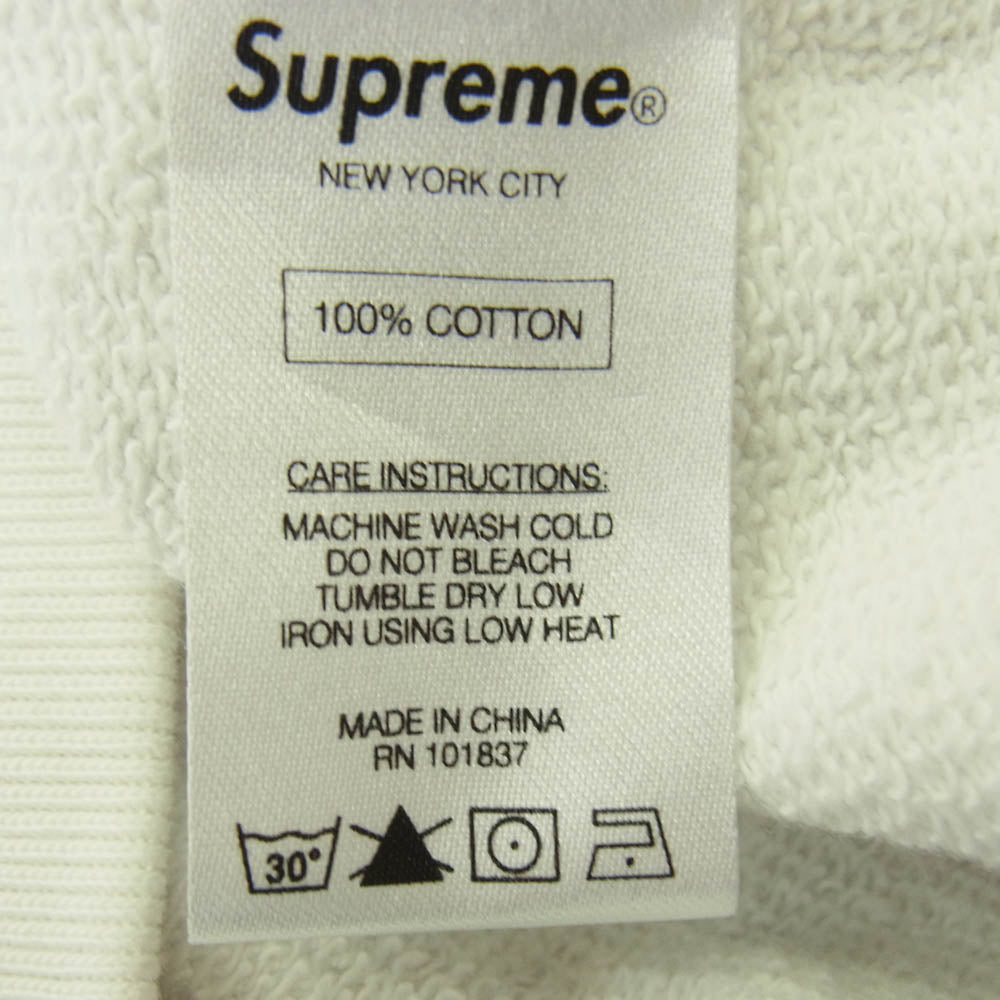 Supreme®
NEW YORK CITY
100% COTTON
CARE INSTRUCTIONS:
MACHINE WASH COLD
DO NOT BLEACH
TUMBLE DRY LOW
IRON USING LOW HEAT
MADE IN CHINA
RN 101837
30°